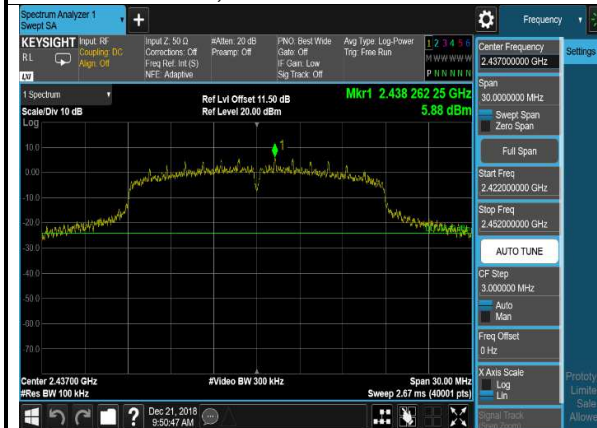 Spectrum Analyzer 1
Swept SA
+
Frequency
KEYSIGHT
RL
LXI
Input: RF
Coupling: DC
Align: Off
Input Z: 50 Ω
Corrections: Off
Freq Ref: Int (S)
NFE: Adaptive
#Atten: 20 dB
Preamp: Off
PNO: Best Wide
Gate: Off
IF Gain: Low
Sig Track: Off
Avg Type: Log-Power
Trig: Free Run
1 2 3 4 5 6
M W W W W W
P N N N N N
1 Spectrum
Scale/Div 10 dB
Log
Ref Lvl Offset 11.50 dB
Ref Level 20.00 dBm
Mkr1 2.438 262 25 GHz
5.88 dBm
1
10.0
0.00
-10.0
-20.0
-30.0
-40.0
-50.0
-60.0
-70.0
Center 2.43700 GHz
#Res BW 100 kHz
#Video BW 300 kHz
Span 30.00 MHz
Sweep 2.67 ms (40001 pts)
Dec 21, 2018
9:50:47 AM
?
Center Frequency
2.437000000 GHz
Span
30.0000000 MHz
Swept Span
Zero Span
Full Span
Start Freq
2.422000000 GHz
Stop Freq
2.452000000 GHz
AUTO TUNE
CF Step
3.000000 MHz
Auto
Man
Freq Offset
0 Hz
X Axis Scale
Log
Lin
Signal Track
(Span Zoom)
Settings